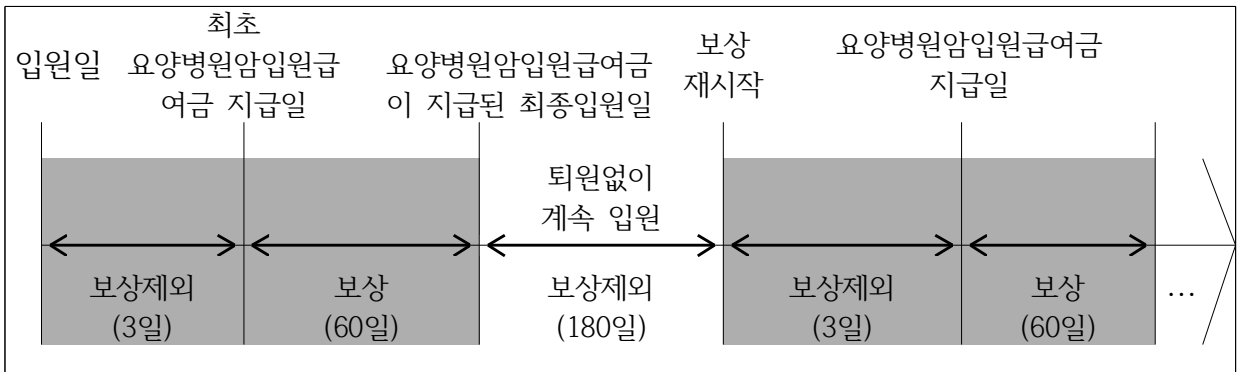 입원일
최초
요양병원암입원급
여금 지급일
요양병원암입원급여금
이 지급된 최종입원일
보상
재시작
요양병원암입원급여금
지급일
퇴원없이
계속 입원
보상제외
(3일)
보상
(60일)
보상제외
(180일)
보상제외
(3일)
보상
(60일)
…